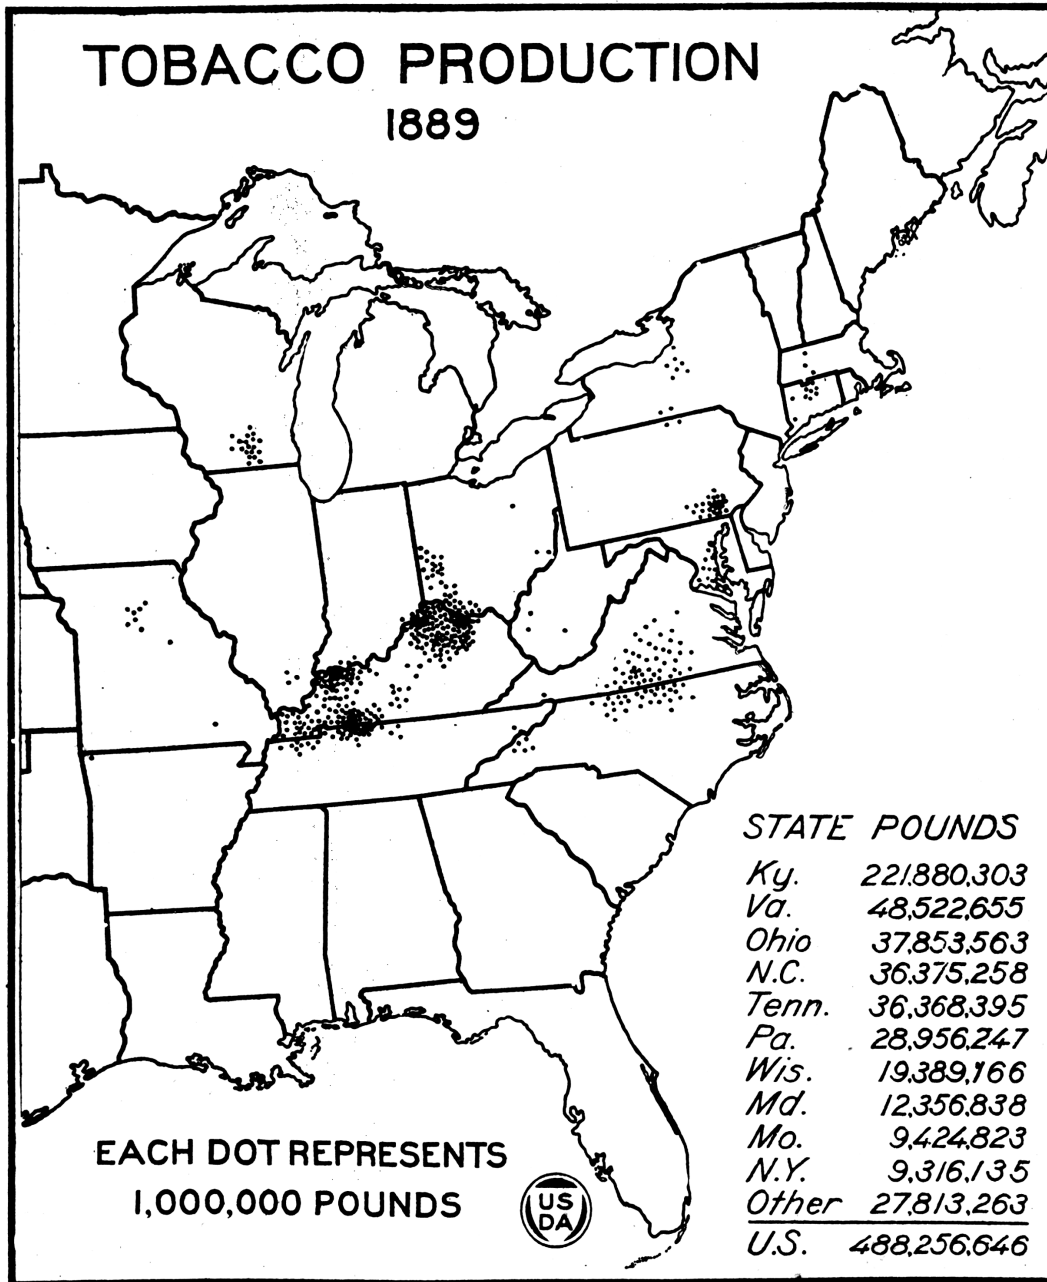 TOBACCO PRODUCTION
1889
STATE POUNDS
Ky. 221,880,303
Va. 48,522,655
Ohio 37,853,563
N.C. 36,375,258
Tenn. 36,368,395
Pa. 28,956,247
Wis. 19,389,166
Md. 12,356,838
Mo. 9,424,823
N.Y. 9,316,135
Other 27,813,263
U.S. 488,256,646
EACH DOT REPRESENTS
1,000,000 POUNDS
US
DA